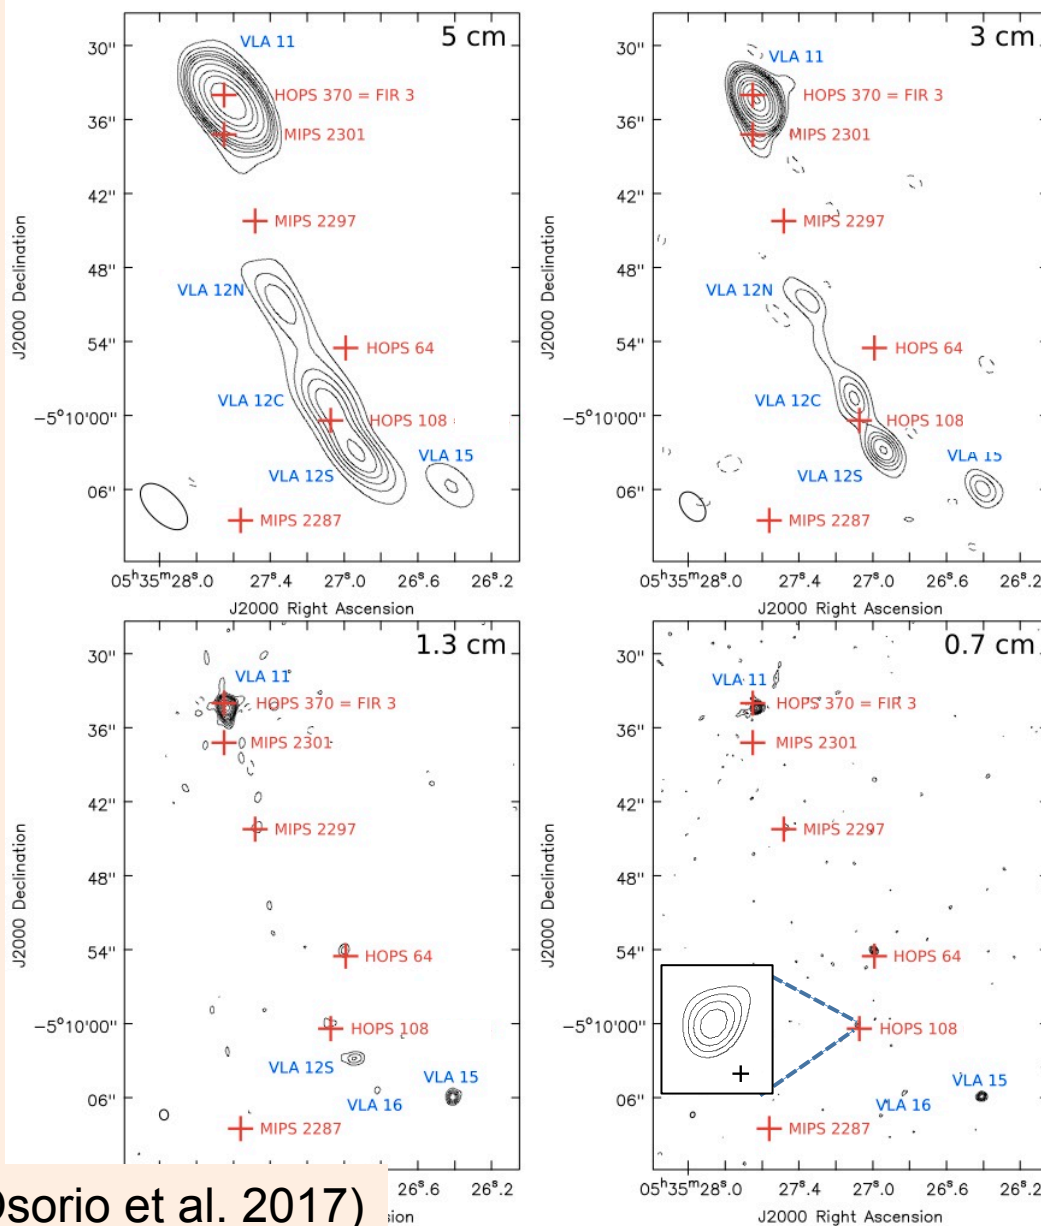 5 cm
VLA 11
30"
HOPS 370 = FIR 3
36"
MIPS 2301
42"
MIPS 2297
48"
VLA 12N
54"
HOPS 64
VLA 12C
−5°10'00"
HOPS 108
VLA 15
VLA 12S
06"
MIPS 2287
J2000 Declination
05ʰ35ᵐ28ˢ.0 27ˢ.4 27ˢ.0 26ˢ.6 26ˢ.2
J2000 Right Ascension
3 cm
VLA 11
30"
HOPS 370 = FIR 3
36"
MIPS 2301
42"
MIPS 2297
48"
VLA 12N
54"
HOPS 64
VLA 12C
−5°10'00"
HOPS 108
VLA 15
VLA 12S
06"
MIPS 2287
J2000 Declination
05ʰ35ᵐ28ˢ.0 27ˢ.4 27ˢ.0 26ˢ.6 26ˢ.2
J2000 Right Ascension
1.3 cm
30"
VLA 11
HOPS 370 = FIR 3
36"
MIPS 2301
42"
MIPS 2297
48"
54"
HOPS 64
−5°10'00"
HOPS 108
VLA 12S
VLA 15
06"
VLA 16
MIPS 2287
J2000 Declination
26ˢ.6 26ˢ.2
0.7 cm
30"
VLA 11
HOPS 370 = FIR 3
36"
MIPS 2301
42"
MIPS 2297
48"
54"
HOPS 64
−5°10'00"
HOPS 108
VLA 15
06"
VLA 16
MIPS 2287
J2000 Declination
05ʰ35ᵐ28ˢ.0 27ˢ.4 27ˢ.0 26ˢ.6 26ˢ.2
J2000 Right Ascension
et al. 2017)